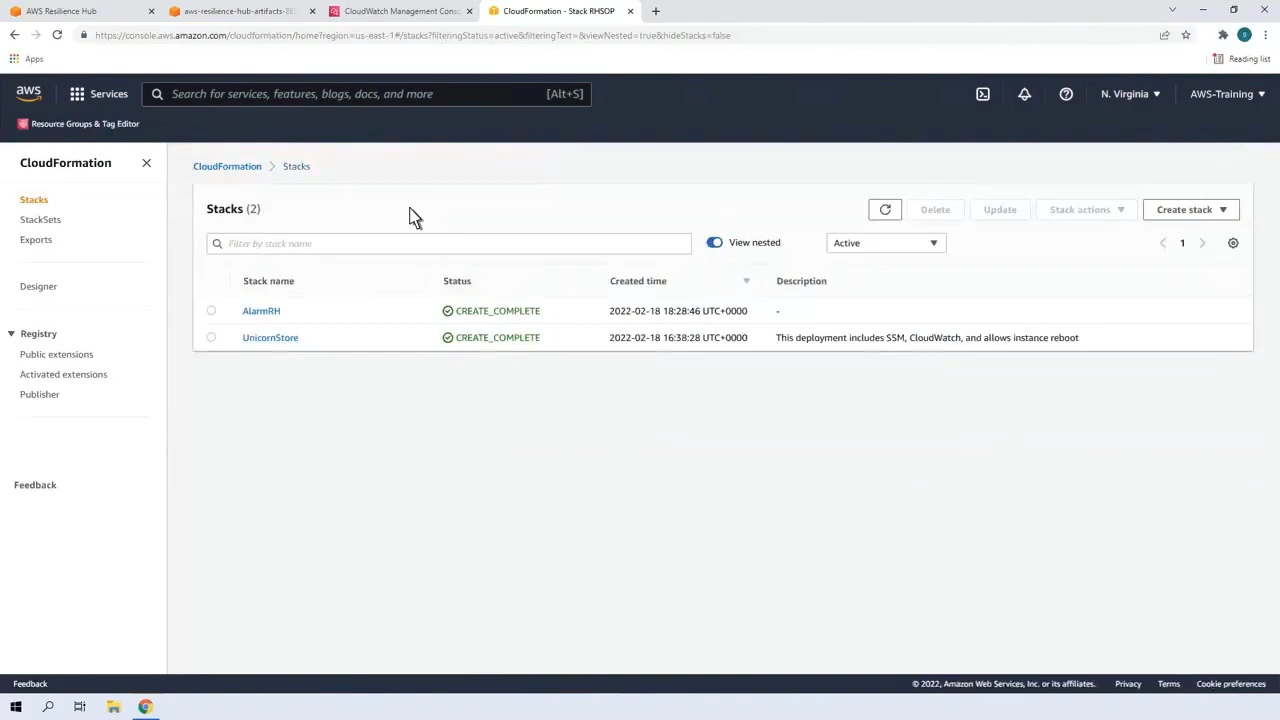 AWS Resilience Hub
aws-resilience-hub-artifacts-88
CloudWatch Management Conso
CloudFormation - Stack RHSOP
https://console.aws.amazon.com/cloudformation/home?region=us-east-1#/stacks?filteringStatus=active&filteringText=&viewNested=true&hideStacks=false
Apps
Reading list
aws
Services
Search for services, features, blogs, docs, and more
[Alt+S]
N. Virginia
AWS-Training
Resource Groups & Tag Editor
CloudFormation
Stacks
StackSets
Exports
Designer
Registry
Public extensions
Activated extensions
Publisher
Feedback
CloudFormation > Stacks
Stacks (2)
Delete
Update
Stack actions
Create stack
Filter by stack name
View nested
Active
1
Stack name Status Created time Description
AlarmRH CREATE_COMPLETE 2022-02-18 18:28:46 UTC+0000 -
UnicornStore CREATE_COMPLETE 2022-02-18 16:38:28 UTC+0000 This deployment includes SSM, CloudWatch, and allows instance reboot
Feedback
© 2022, Amazon Web Services, Inc. or its affiliates. Privacy Terms Cookie preferences